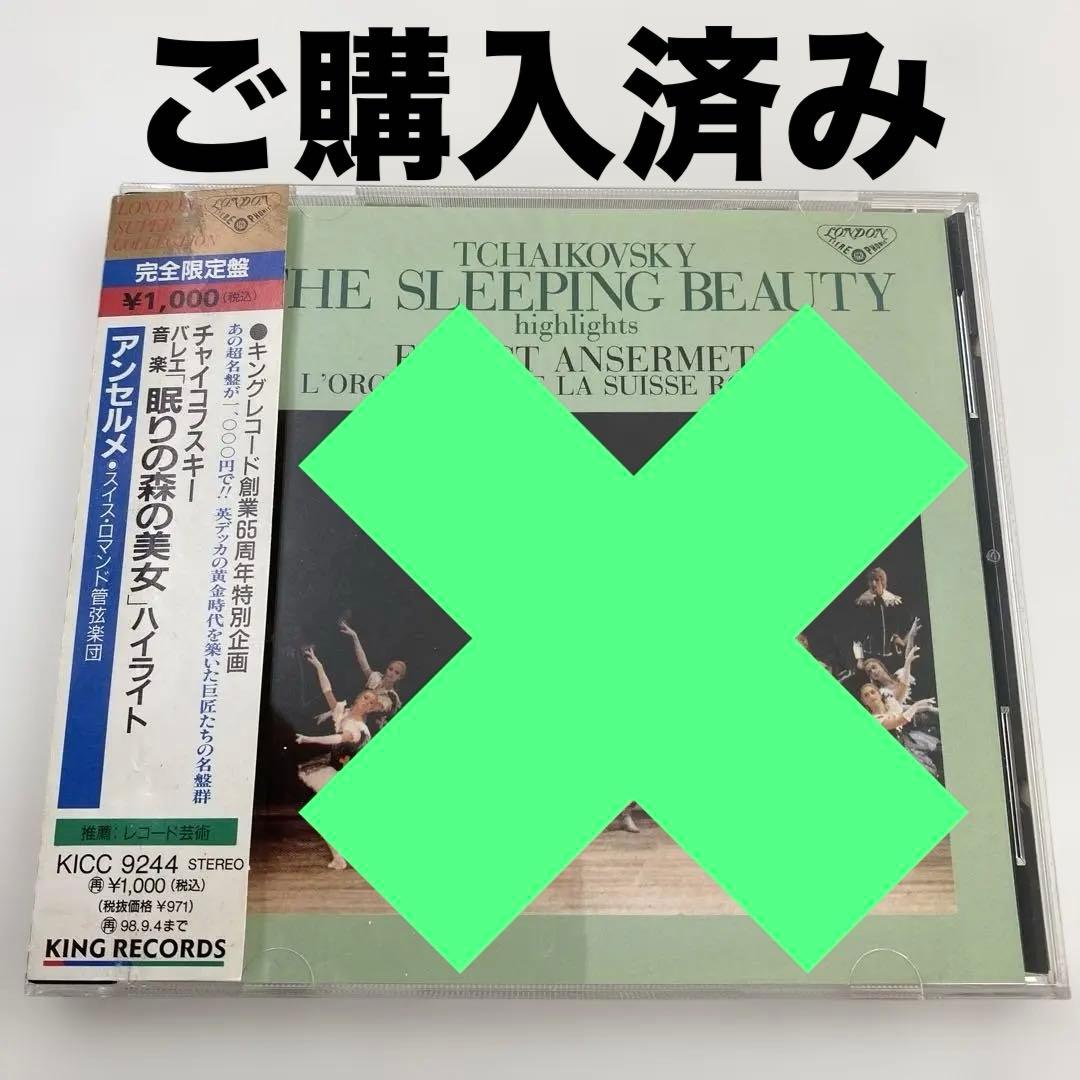 ご購入済み
LONDON
SUPER
COLLECTION
LONDON
STEREO PHONIC
完全限定盤
¥1,000(税込)
●キングレコード創業65周年特別企画
あの超名盤が一、〇〇〇円で!! 英デッカの黄金時代を築いた巨匠たちの名盤群
チャイコフスキー
バレエ音楽「眠りの森の美女」ハイライト
アンセルメ●スイス・ロマンド管弦楽団
推薦:レコード芸術
KICC 9244 STEREO
再 ¥1,000(税込)
(税抜価格 ¥971)
再 98.9.4まで
KING RECORDS
LONDON
STEREO PHONIC
TCHAIKOVSKY
HE SLEEPING BEAUTY
highlights
ANSERMET
LA SUISSE